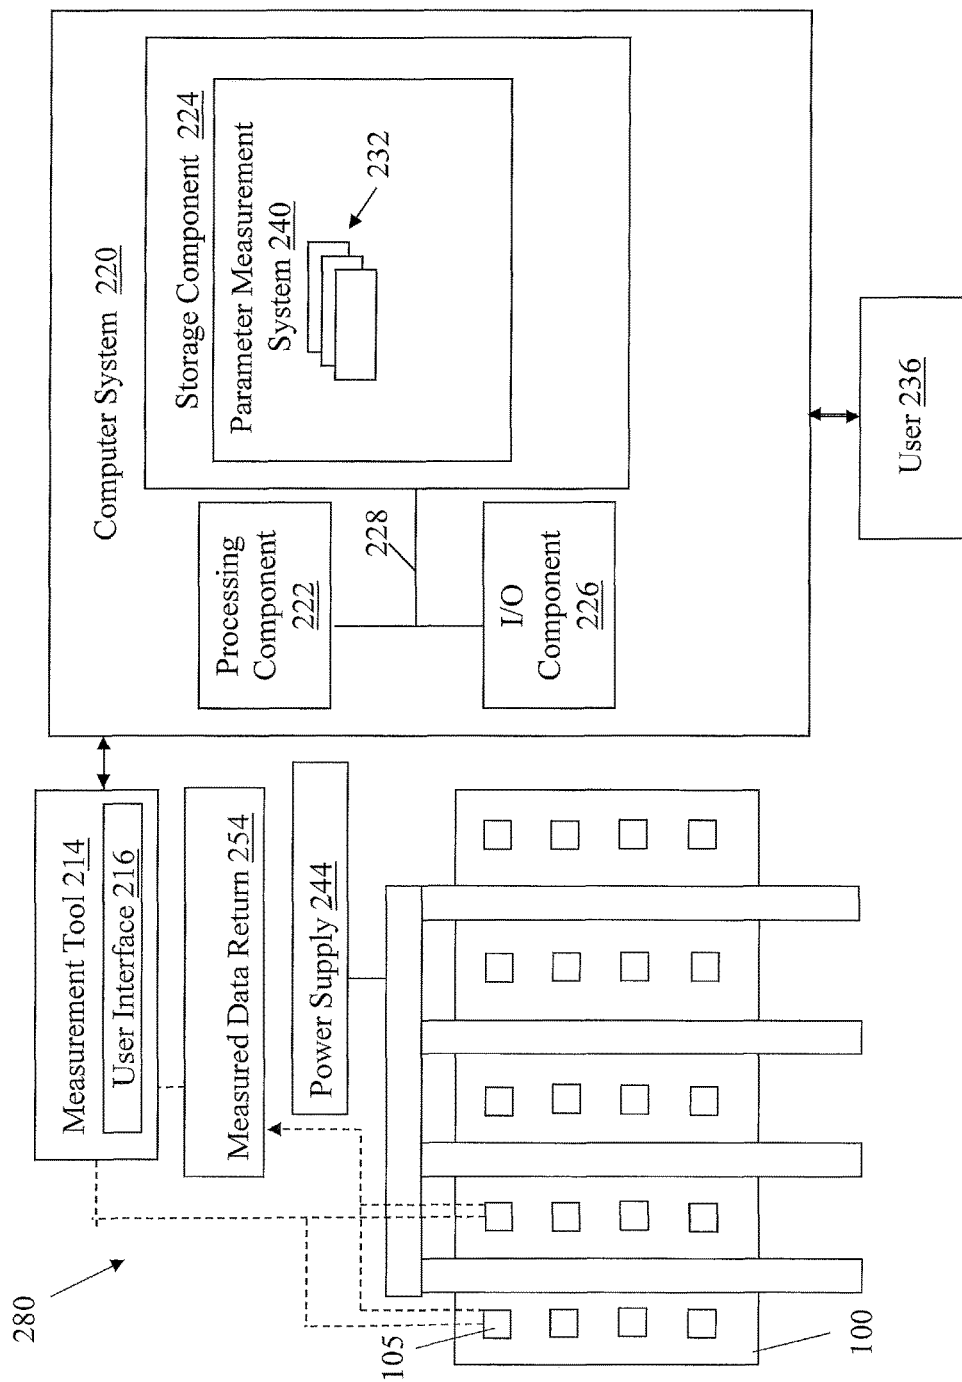 280
Measurement Tool 214
User Interface 216
Measured Data Return 254
Power Supply 244
105
100
Computer System 220
Processing
Component
222
228
I/O
Component
226
Storage Component 224
Parameter Measurement
System 240
232
User 236